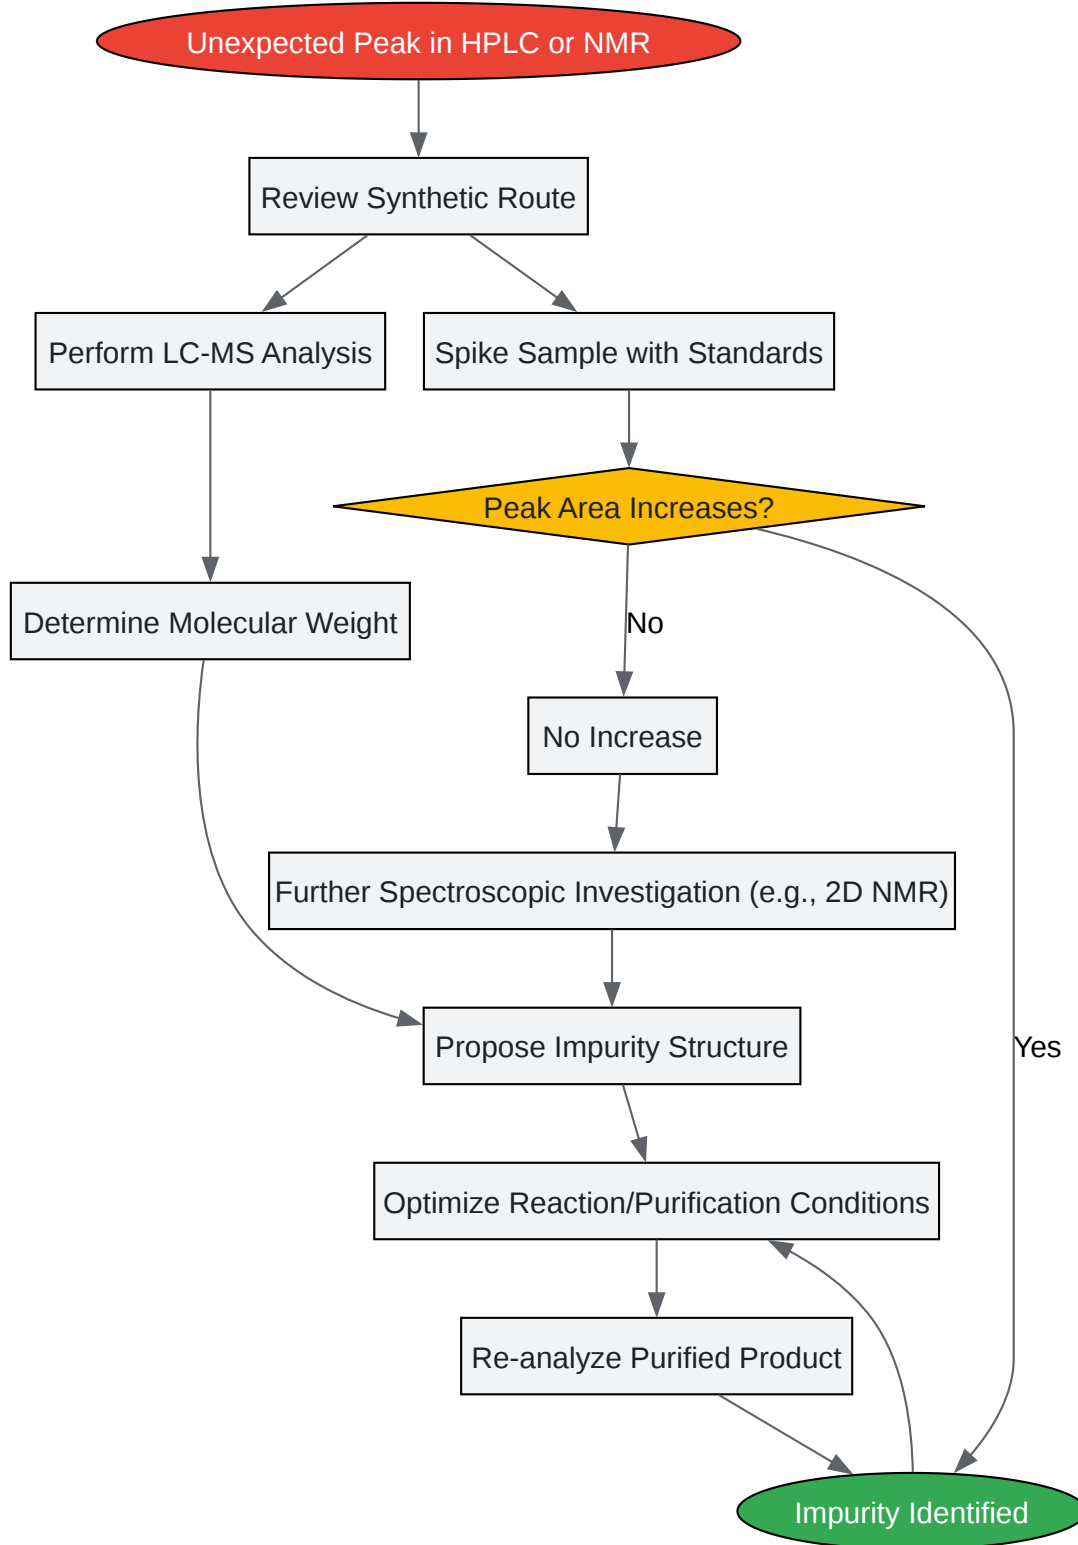 Unexpected Peak in HPLC or NMR
Review Synthetic Route
Perform LC-MS Analysis
Spike Sample with Standards
Peak Area Increases?
Determine Molecular Weight
No
No Increase
Further Spectroscopic Investigation (e.g., 2D NMR)
Propose Impurity Structure
Yes
Optimize Reaction/Purification Conditions
Re-analyze Purified Product
Impurity Identified